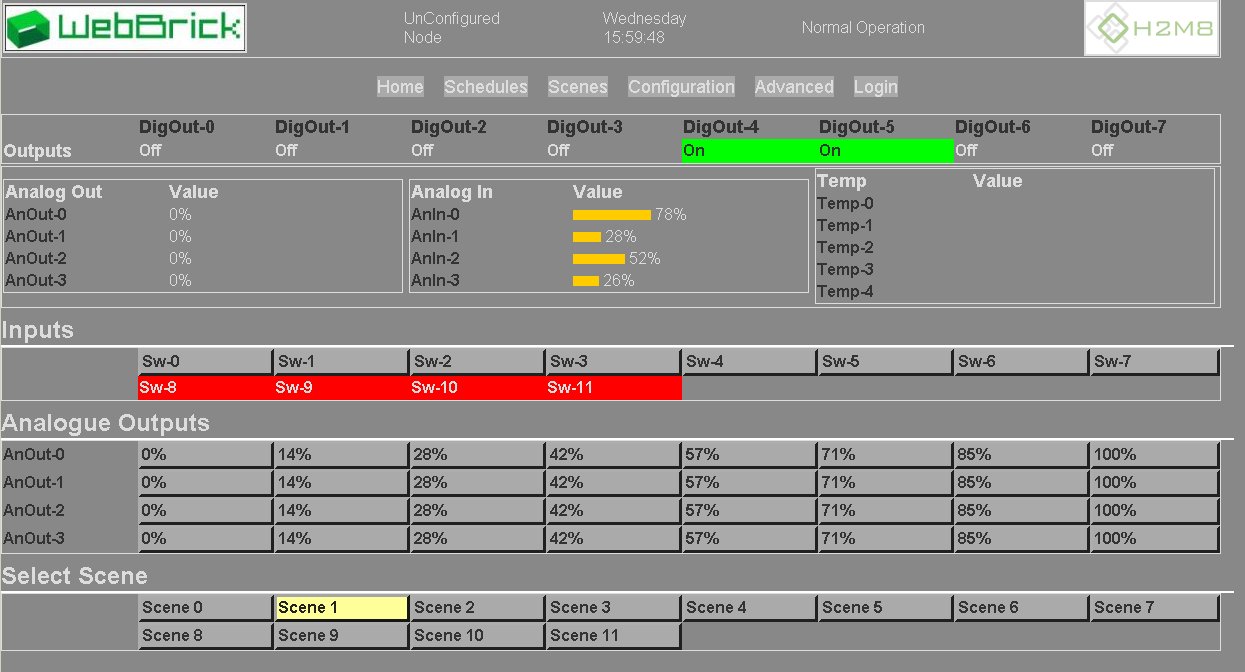 WebBrick UnConfigured Wednesday Normal Operation H2M8
Node 15:59:48
Home Schedules Scenes Configuration Advanced Login
DigOut-0 DigOut-1 DigOut-2 DigOut-3 DigOut-4 DigOut-5 DigOut-6 DigOut-7
Outputs Off Off Off Off On On Off Off
Analog Out Value
AnOut-0 0%
AnOut-1 0%
AnOut-2 0%
AnOut-3 0%
Analog In Value
AnIn-0 78%
AnIn-1 28%
AnIn-2 52%
AnIn-3 26%
Temp Value
Temp-0
Temp-1
Temp-2
Temp-3
Temp-4
Inputs
Sw-0 Sw-1 Sw-2 Sw-3 Sw-4 Sw-5 Sw-6 Sw-7
Sw-8 Sw-9 Sw-10 Sw-11
Analogue Outputs
AnOut-0 0% 14% 28% 42% 57% 71% 85% 100%
AnOut-1 0% 14% 28% 42% 57% 71% 85% 100%
AnOut-2 0% 14% 28% 42% 57% 71% 85% 100%
AnOut-3 0% 14% 28% 42% 57% 71% 85% 100%
Select Scene
Scene 0 Scene 1 Scene 2 Scene 3 Scene 4 Scene 5 Scene 6 Scene 7
Scene 8 Scene 9 Scene 10 Scene 11